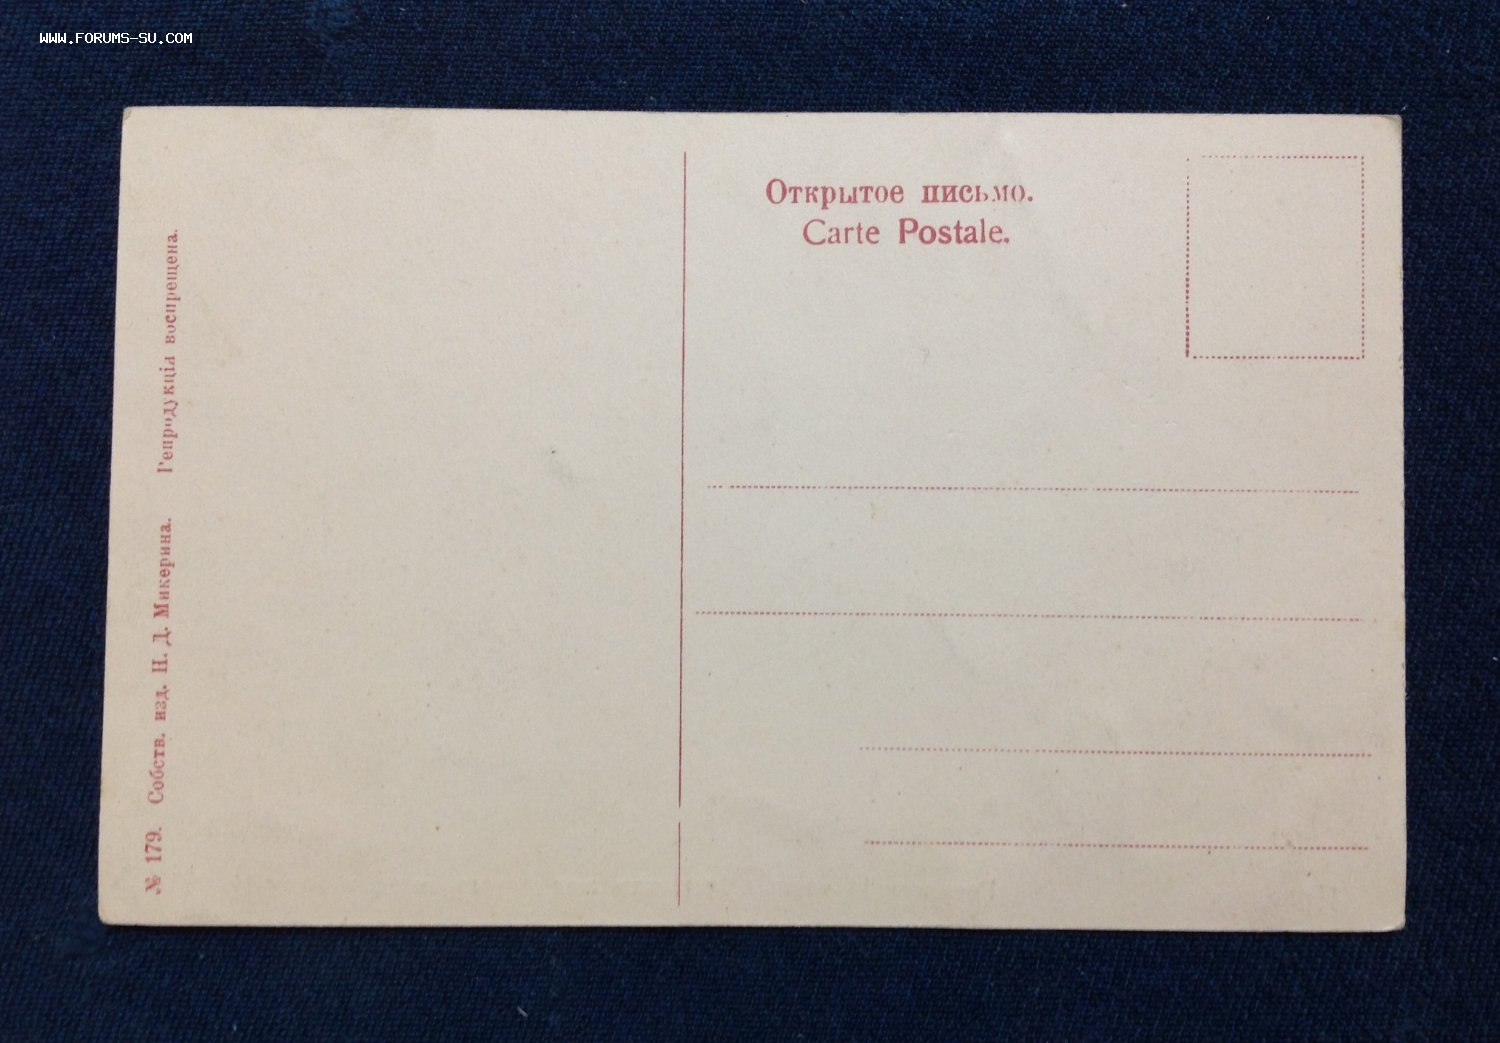 WWW.FORUMS-SU.COM
Открытое письмо.
Carte Postale.
№ 179. Собств. изд. Н. Д. Микерина. Репродукція воспрещена.